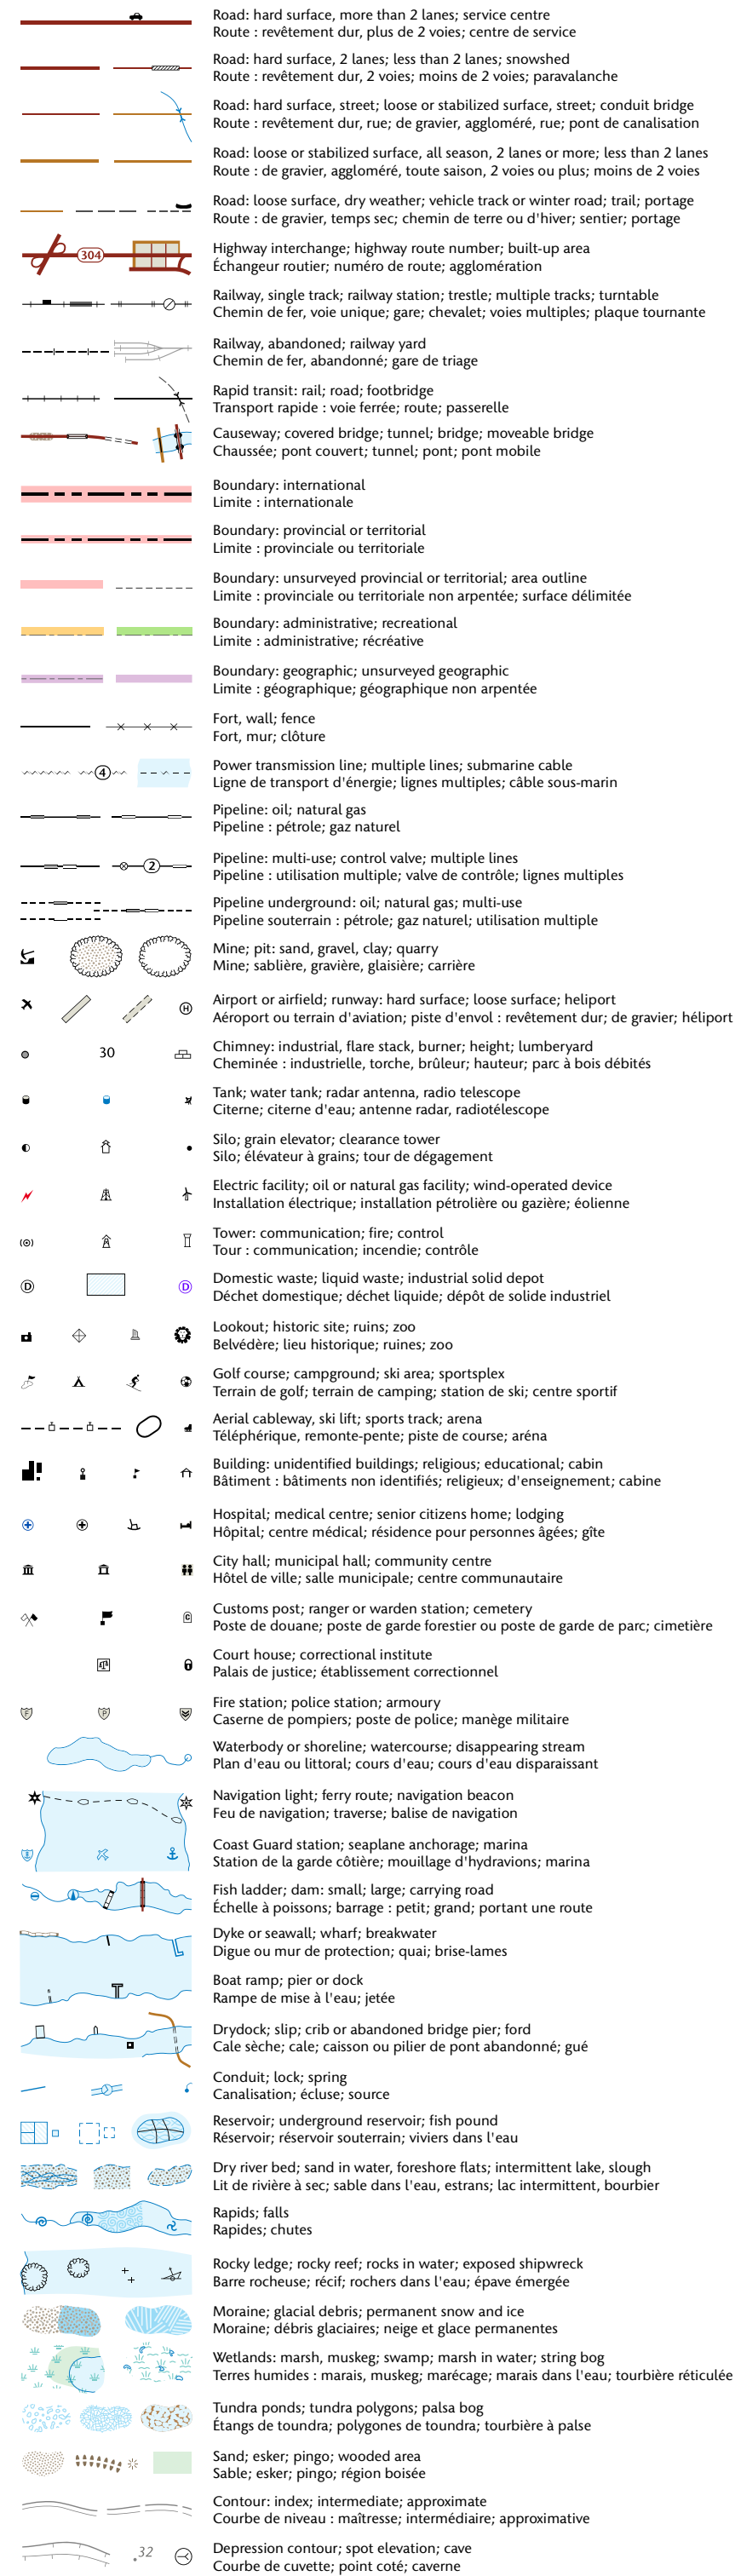 Road: hard surface, more than 2 lanes; service centre
Route : revêtement dur, plus de 2 voies; centre de service
Road: hard surface, 2 lanes; less than 2 lanes; snowshed
Route : revêtement dur, 2 voies; moins de 2 voies; paravalanche
Road: hard surface, street; loose or stabilized surface, street; conduit bridge
Route : revêtement dur, rue; de gravier, aggloméré, rue; pont de canalisation
Road: loose or stabilized surface, all season, 2 lanes or more; less than 2 lanes
Route : de gravier, aggloméré, toute saison, 2 voies ou plus; moins de 2 voies
Road: loose surface, dry weather; vehicle track or winter road; trail; portage
Route : de gravier, temps sec; chemin de terre ou d'hiver; sentier; portage
304
Highway interchange; highway route number; built-up area
Échangeur routier; numéro de route; agglomération
Railway, single track; railway station; trestle; multiple tracks; turntable
Chemin de fer, voie unique; gare; chevalet; voies multiples; plaque tournante
Railway, abandoned; railway yard
Chemin de fer, abandonné; gare de triage
Rapid transit: rail; road; footbridge
Transport rapide : voie ferrée; route; passerelle
Causeway; covered bridge; tunnel; bridge; moveable bridge
Chaussée; pont couvert; tunnel; pont; pont mobile
Boundary: international
Limite : internationale
Boundary: provincial or territorial
Limite : provinciale ou territoriale
Boundary: unsurveyed provincial or territorial; area outline
Limite : provinciale ou territoriale non arpentée; surface délimitée
Boundary: administrative; recreational
Limite : administrative; récréative
Boundary: geographic; unsurveyed geographic
Limite : géographique; géographique non arpentée
Fort, wall; fence
Fort, mur; clôture
4
Power transmission line; multiple lines; submarine cable
Ligne de transport d'énergie; lignes multiples; câble sous-marin
Pipeline: oil; natural gas
Pipeline : pétrole; gaz naturel
2
Pipeline: multi-use; control valve; multiple lines
Pipeline : utilisation multiple; valve de contrôle; lignes multiples
Pipeline underground: oil; natural gas; multi-use
Pipeline souterrain : pétrole; gaz naturel; utilisation multiple
Mine; pit: sand, gravel, clay; quarry
Mine; sablière, gravière, glaisière; carrière
H
Airport or airfield; runway: hard surface; loose surface; heliport
Aéroport ou terrain d'aviation; piste d'envol : revêtement dur; de gravier; héliport
30
Chimney: industrial, flare stack, burner; height; lumberyard
Cheminée : industrielle, torche, brûleur; hauteur; parc à bois débités
Tank; water tank; radar antenna, radio telescope
Citerne; citerne d'eau; antenne radar, radiotélescope
Silo; grain elevator; clearance tower
Silo; élévateur à grains; tour de dégagement
Electric facility; oil or natural gas facility; wind-operated device
Installation électrique; installation pétrolière ou gazière; éolienne
Tower: communication; fire; control
Tour : communication; incendie; contrôle
D D
Domestic waste; liquid waste; industrial solid depot
Déchet domestique; déchet liquide; dépôt de solide industriel
Lookout; historic site; ruins; zoo
Belvédère; lieu historique; ruines; zoo
Golf course; campground; ski area; sportsplex
Terrain de golf; terrain de camping; station de ski; centre sportif
Aerial cableway, ski lift; sports track; arena
Téléphérique, remonte-pente; piste de course; aréna
Building: unidentified buildings; religious; educational; cabin
Bâtiment : bâtiments non identifiés; religieux; d'enseignement; cabine
Hospital; medical centre; senior citizens home; lodging
Hôpital; centre médical; résidence pour personnes âgées; gîte
City hall; municipal hall; community centre
Hôtel de ville; salle municipale; centre communautaire
C
Customs post; ranger or warden station; cemetery
Poste de douane; poste de garde forestier ou poste de garde de parc; cimetière
Court house; correctional institute
Palais de justice; établissement correctionnel
F P
Fire station; police station; armoury
Caserne de pompiers; poste de police; manège militaire
Waterbody or shoreline; watercourse; disappearing stream
Plan d'eau ou littoral; cours d'eau; cours d'eau disparaissant
Navigation light; ferry route; navigation beacon
Feu de navigation; traverse; balise de navigation
Coast Guard station; seaplane anchorage; marina
Station de la garde côtière; mouillage d'hydravions; marina
Fish ladder; dam: small; large; carrying road
Échelle à poissons; barrage : petit; grand; portant une route
Dyke or seawall; wharf; breakwater
Digue ou mur de protection; quai; brise-lames
Boat ramp; pier or dock
Rampe de mise à l'eau; jetée
Drydock; slip; crib or abandoned bridge pier; ford
Cale sèche; cale; caisson ou pilier de pont abandonné; gué
Conduit; lock; spring
Canalisation; écluse; source
Reservoir; underground reservoir; fish pound
Réservoir; réservoir souterrain; viviers dans l'eau
Dry river bed; sand in water, foreshore flats; intermittent lake, slough
Lit de rivière à sec; sable dans l'eau, estrans; lac intermittent, bourbier
Rapids; falls
Rapides; chutes
Rocky ledge; rocky reef; rocks in water; exposed shipwreck
Barre rocheuse; récif; rochers dans l'eau; épave émergée
Moraine; glacial debris; permanent snow and ice
Moraine; débris glaciaires; neige et glace permanentes
Wetlands: marsh, muskeg; swamp; marsh in water; string bog
Terres humides : marais, muskeg; marécage; marais dans l'eau; tourbière réticulée
Tundra ponds; tundra polygons; palsa bog
Étangs de toundra; polygones de toundra; tourbière à palse
Sand; esker; pingo; wooded area
Sable; esker; pingo; région boisée
Contour: index; intermediate; approximate
Courbe de niveau : maîtresse; intermédiaire; approximative
.32
Depression contour; spot elevation; cave
Courbe de cuvette; point coté; caverne